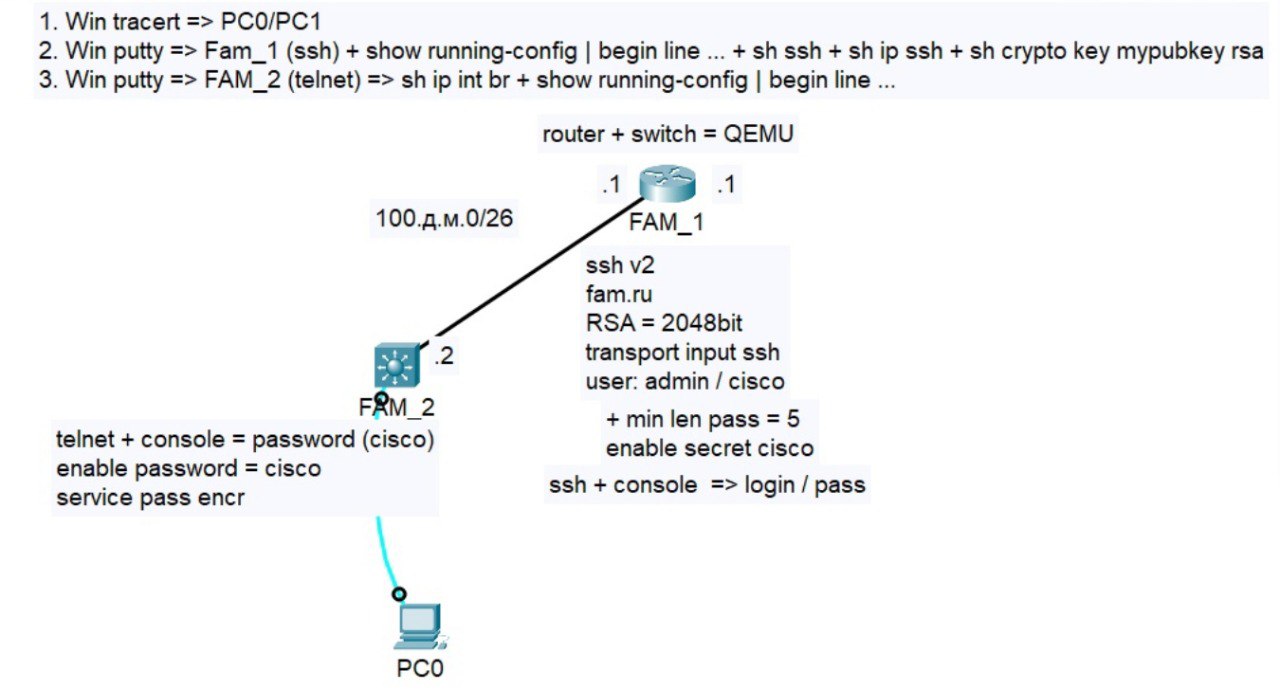 1. Win tracert => PC0/PC1
2. Win putty => Fam_1 (ssh) + show running-config | begin line ... + sh ssh + sh ip ssh + sh crypto key mypubkey rsa
3. Win putty => FAM_2 (telnet) => sh ip int br + show running-config | begin line ...
router + switch = QEMU
.1
.1
FAM_1
100.д.м.0/26
ssh v2
fam.ru
RSA = 2048bit
transport input ssh
user: admin / cisco
+ min len pass = 5
enable secret cisco
ssh + console => login / pass
.2
FAM_2
telnet + console = password (cisco)
enable password = cisco
service pass encr
PC0